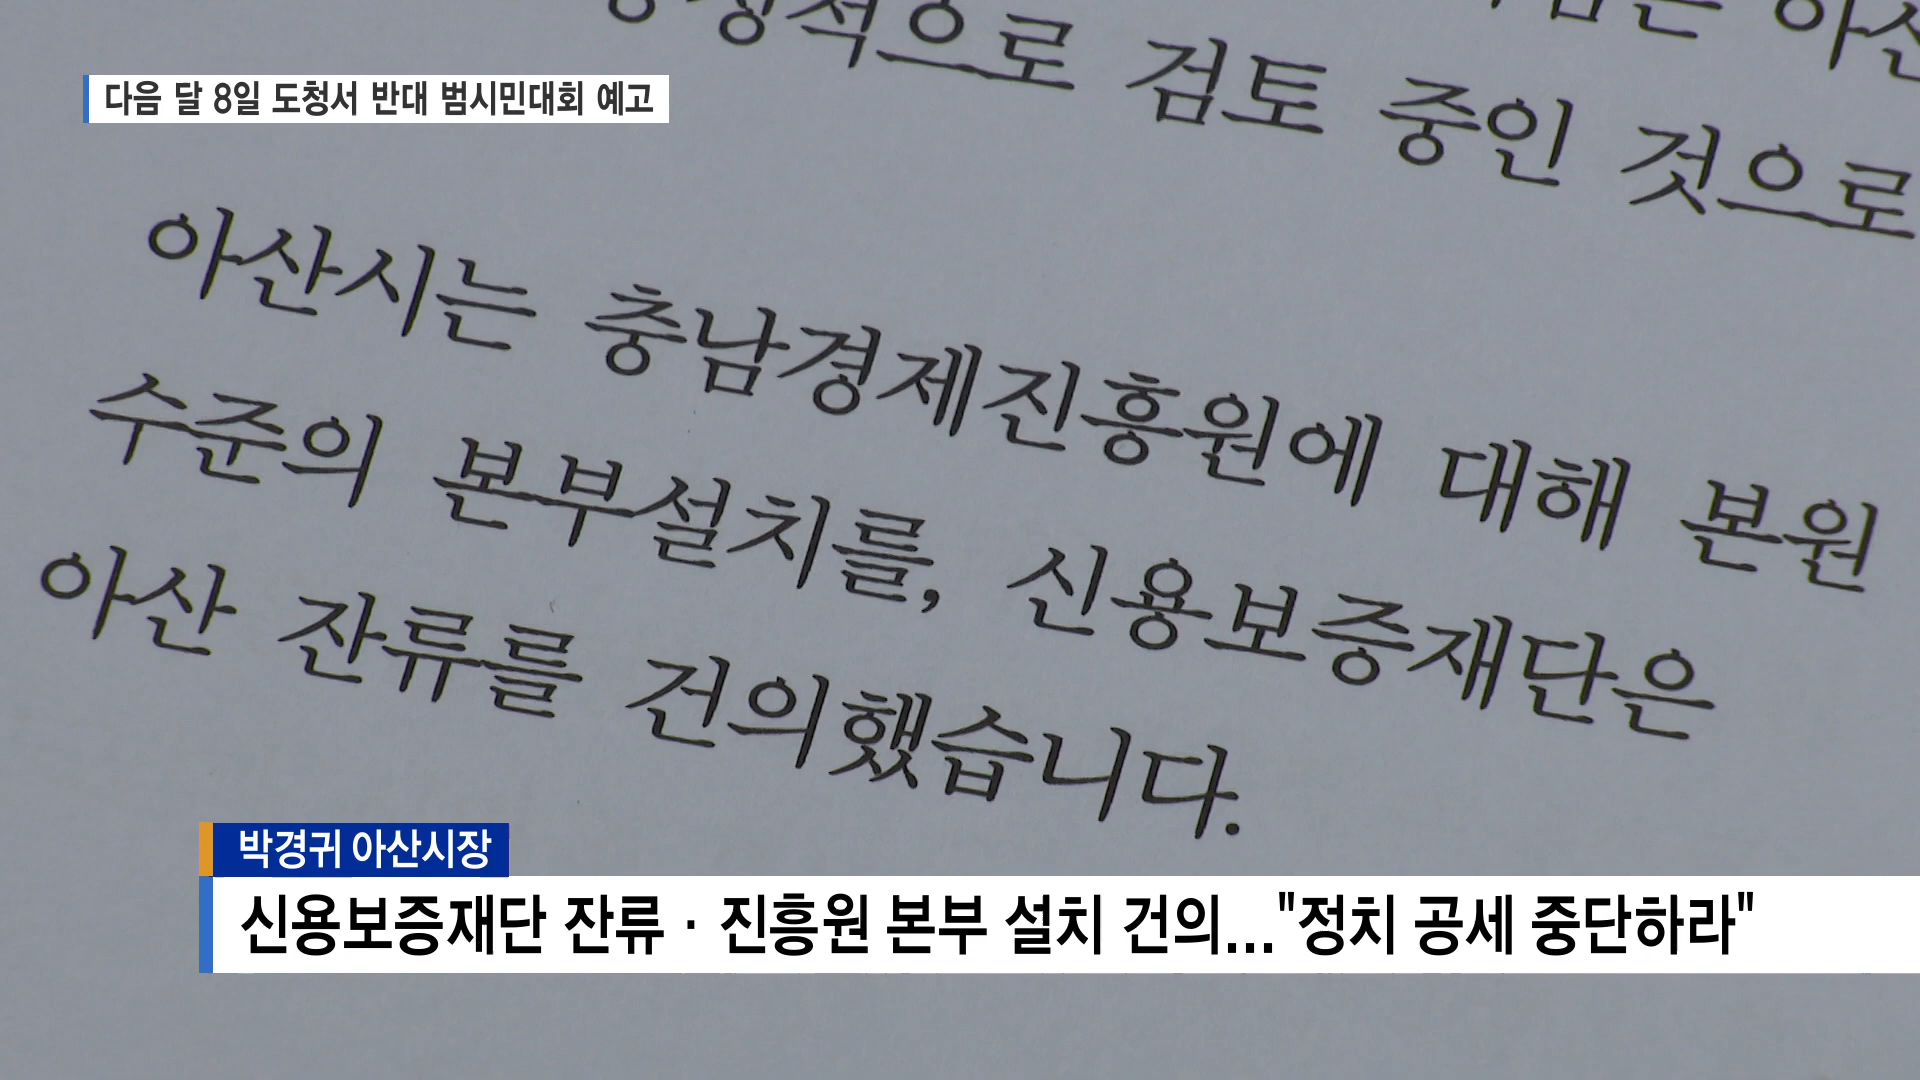 다음 달 8일 도청서 반대 범시민대회 예고
으로 검토 중인 것으로
아산시는 충남경제진흥원에 대해 본원
수준의 본부설치를, 신용보증재단은
아산 잔류를 건의했습니다.
박경귀 아산시장
신용보증재단 잔류 · 진흥원 본부 설치 건의..."정치 공세 중단하라"